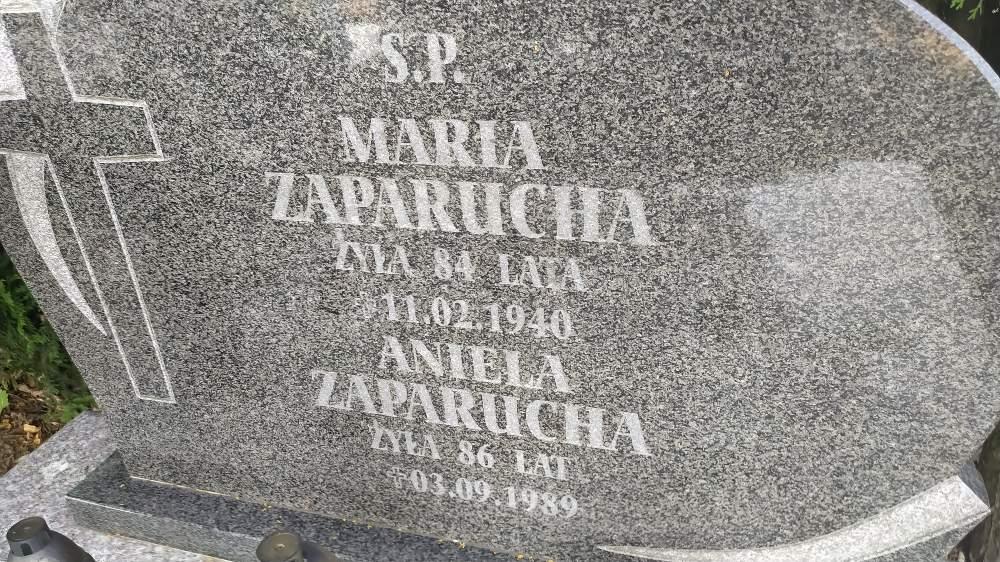 Ś.P.
MARIA
ZAPARUCHA
ŻYŁA 84 LATA
✝11.02.1940
ANIELA
ZAPARUCHA
ŻYŁA 86 LAT
✝03.09.1989